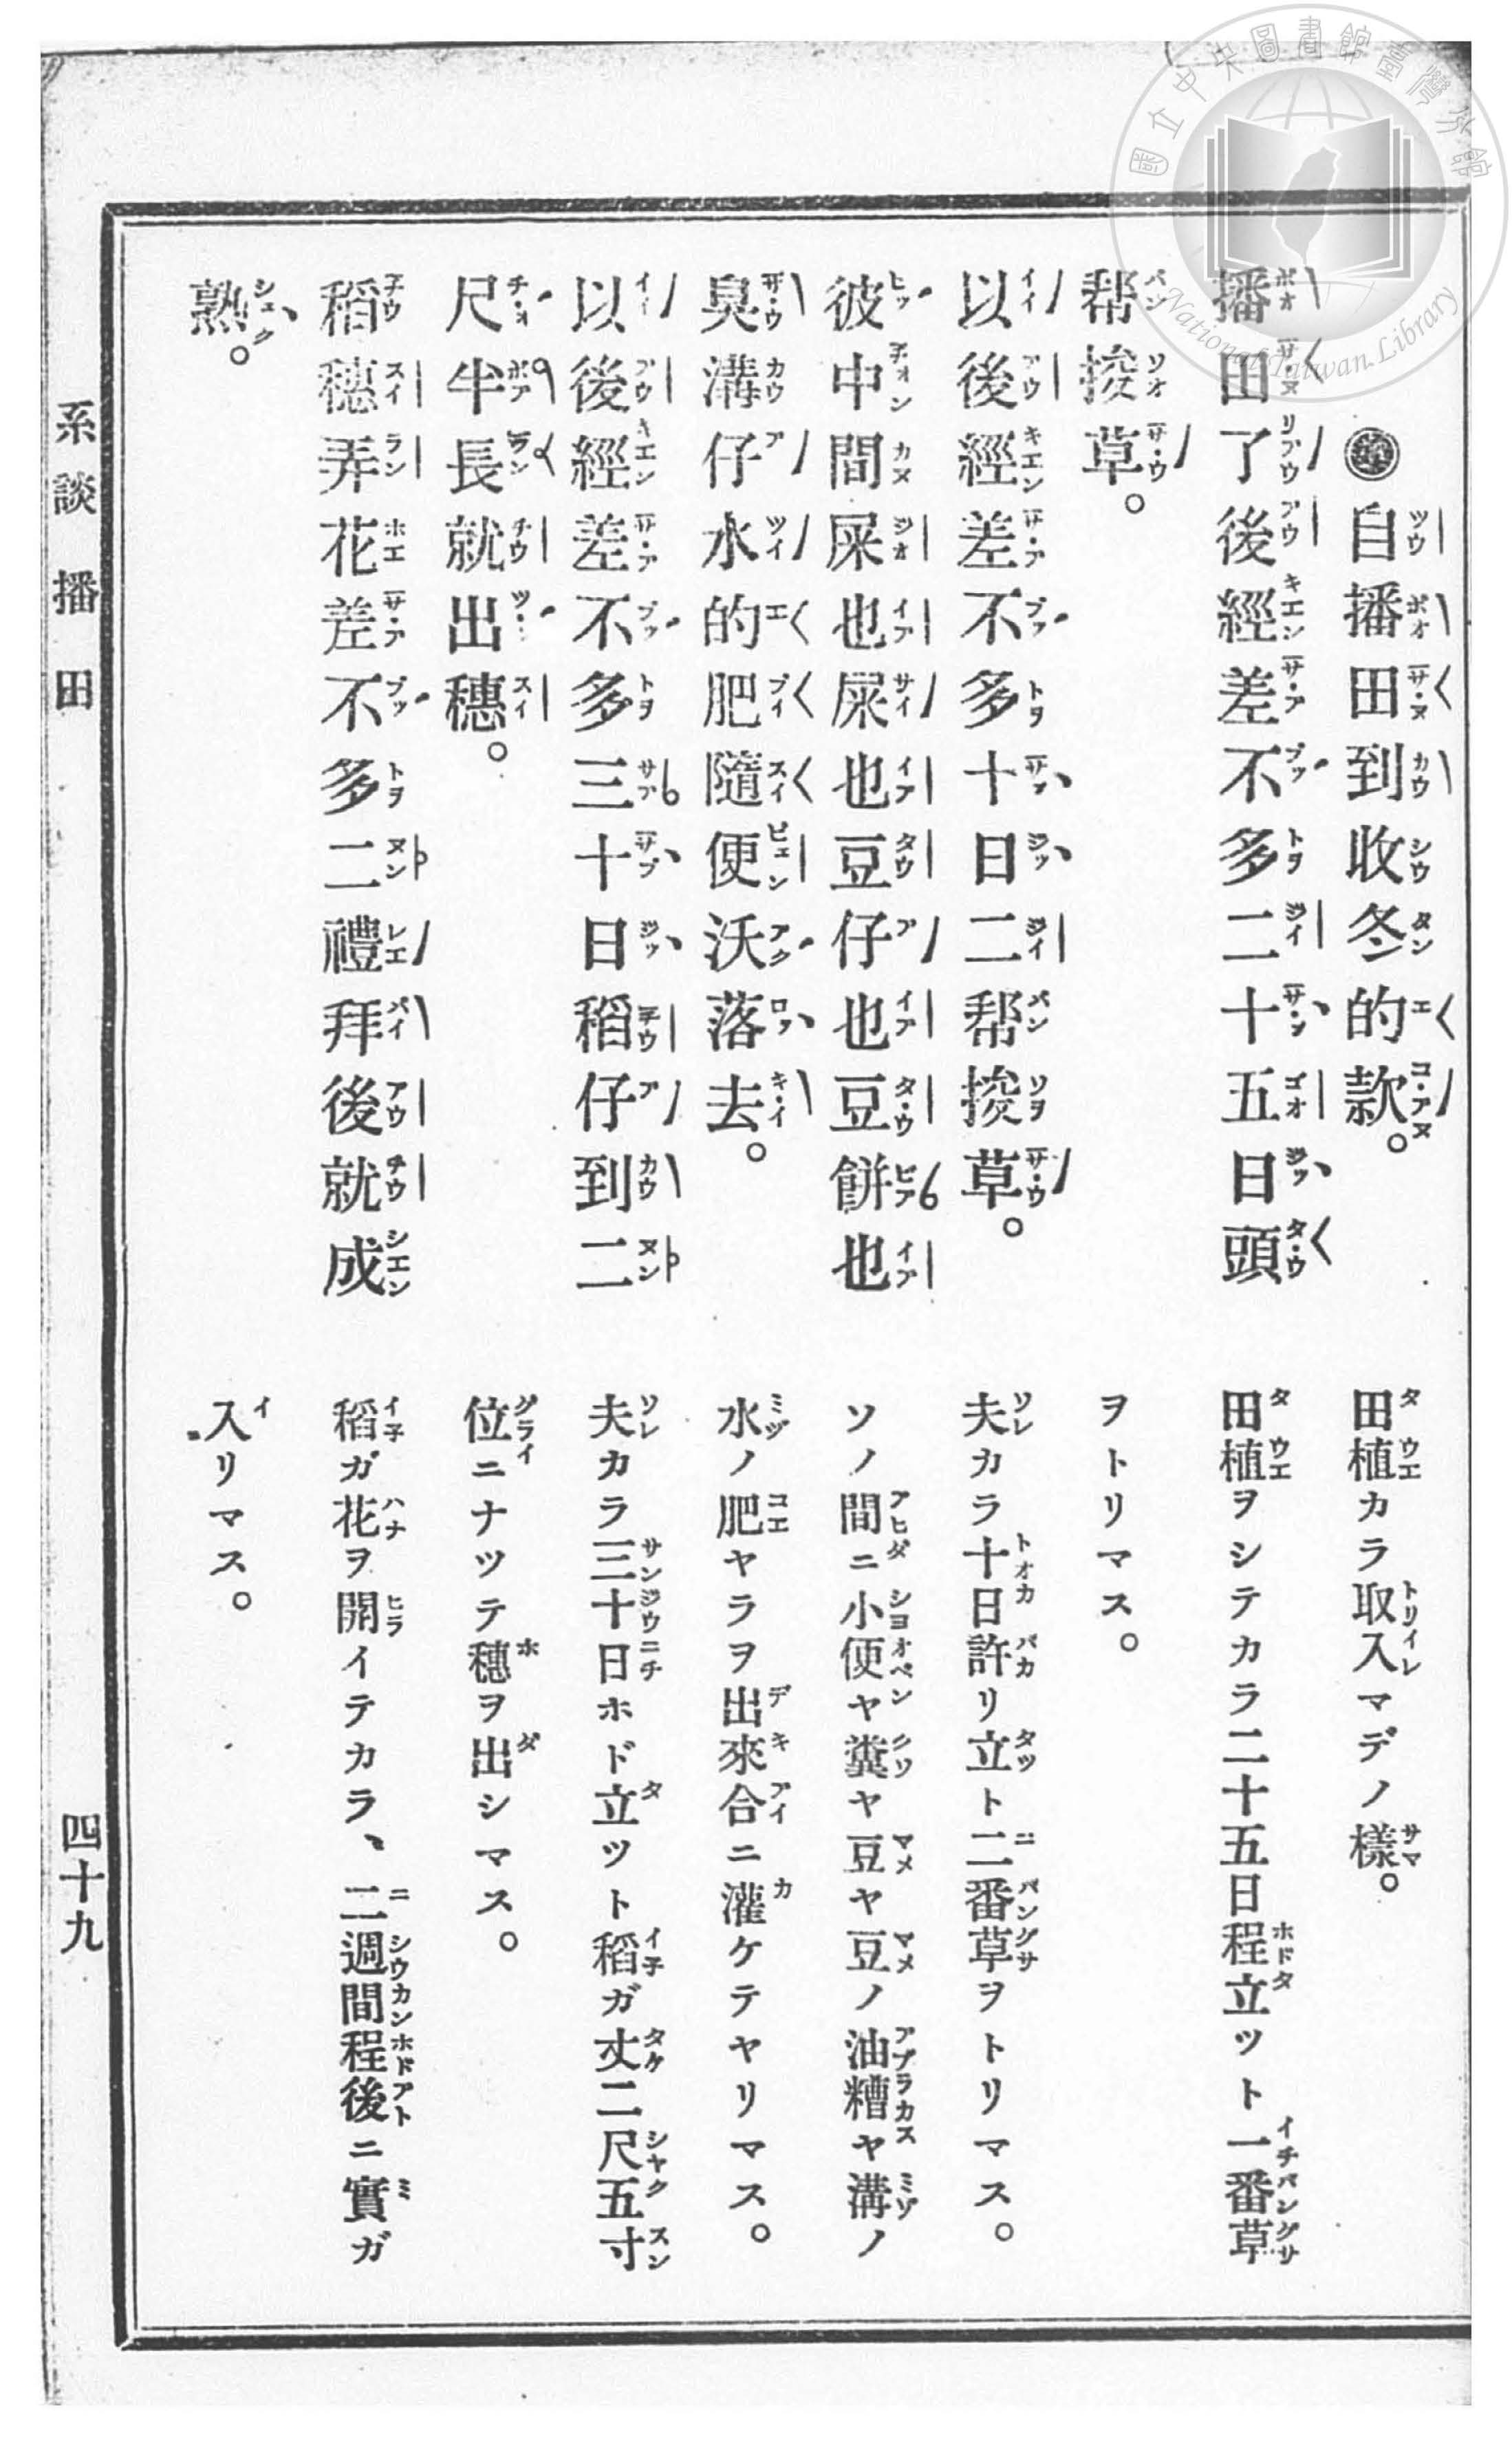 自播田到收冬的款。
播田了後經差不多二十五日頭
帮挍草。
以後經差不多十日二帮挍草。
彼中間屎也屎也豆仔也豆餅也
臭溝仔水的肥隨便沃落去。
以後經差不多三十日稻仔到二
尺半長就出穗。
稻穗弄花差不多二禮拜後就成
熟。
田植カラ取入マデノ樣。
田植ヲシテカラ二十五日程立ツト一番草
ヲトリマス。
夫カラ十日許リ立ト二番草ヲトリマス。
ソノ間ニ小便ヤ糞ヤ豆ヤ豆ノ油糟ヤ溝ノ
水ノ肥ヤラヲ出來合ニ灌ケテヤリマス。
夫カラ三十日ホド立ツト稻ガ丈二尺五寸
位ニナツテ穗ヲ出シマス。
稻ガ花ヲ開イテカラ、二週間程後ニ實ガ
入リマス。
系談 播田
四十九
國立中央圖書館臺灣分館
National Taiwan Library